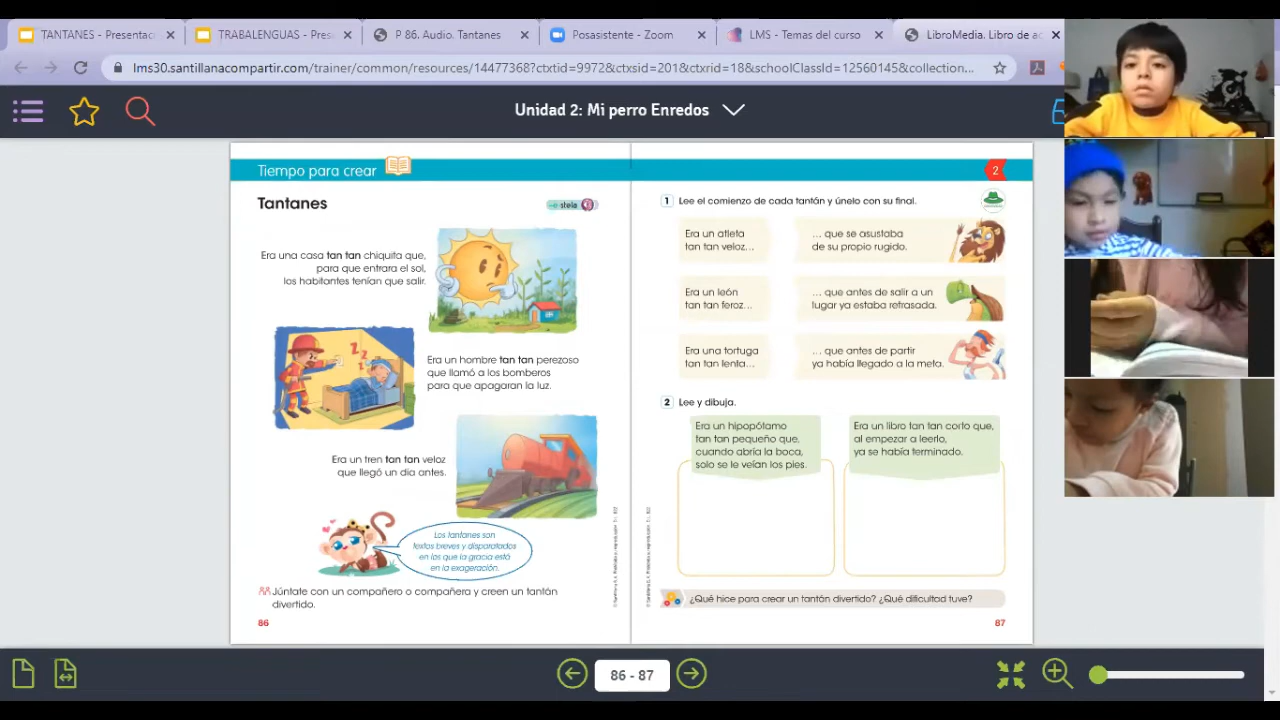 TANTANES - Presentac
TRABALENGUAS - Pres
P 86. Audio. Tantanes
Posasistente - Zoom
LMS - Temas del curso
LibroMedia. Libro de ac
lms30.santillanacompartir.com/trainer/common/resources/14477368?ctxtid=9972&ctxsid=201&ctxrid=18&schoolClassId=12560145&collection...
Unidad 2: Mi perro Enredos
Tiempo para crear
Tantanes
stela
Era una casa tan tan chiquita que,
para que entrara el sol,
los habitantes tenían que salir.
Era un hombre tan tan perezoso
que llamó a los bomberos
para que apagaran la luz.
Era un tren tan tan veloz
que llegó un día antes.
Los tantanes son
textos breves y disparatados
en los que la gracia está
en la exageración.
Júntate con un compañero o compañera y creen un tantán
divertido.
86
2
1 Lee el comienzo de cada tantán y únelo con su final.
Era un atleta
tan tan veloz...
... que se asustaba
de su propio rugido.
Era un león
tan tan feroz...
... que antes de salir a un
lugar ya estaba retrasada.
Era una tortuga
tan tan lenta...
... que antes de partir
ya había llegado a la meta.
2 Lee y dibuja.
Era un hipopótamo
tan tan pequeño que,
cuando abría la boca,
solo se le veían los pies.
Era un libro tan tan corto que,
al empezar a leerlo,
ya se había terminado.
¿Qué hice para crear un tantán divertido? ¿Qué dificultad tuve?
87
86 - 87